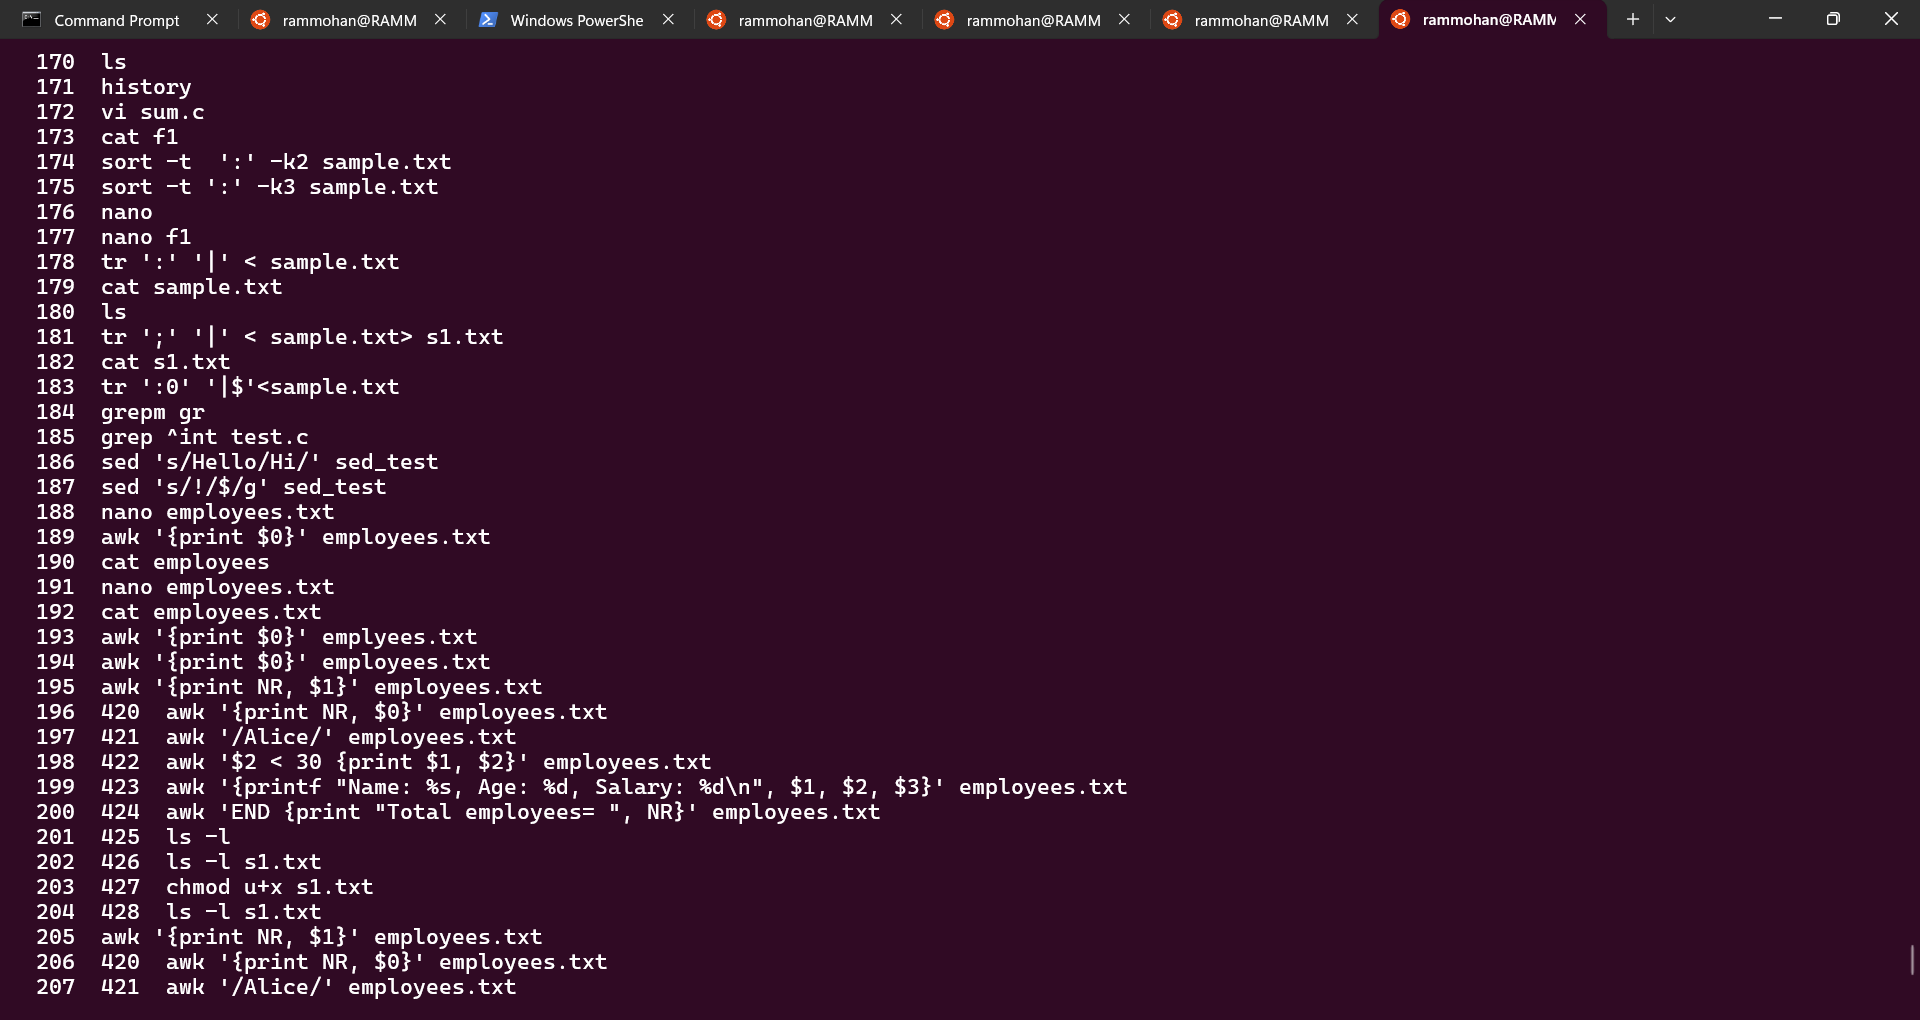 Command Prompt rammohan@RAMM Windows PowerShe rammohan@RAMM rammohan@RAMM rammohan@RAMM rammohan@RAMM
170 ls
171 history
172 vi sum.c
173 cat f1
174 sort -t  ':' -k2 sample.txt
175 sort -t ':' -k3 sample.txt
176 nano
177 nano f1
178 tr ':' '|' < sample.txt
179 cat sample.txt
180 ls
181 tr ';' '|' < sample.txt> s1.txt
182 cat s1.txt
183 tr ':0' '|$'<sample.txt
184 grepm gr
185 grep ^int test.c
186 sed 's/Hello/Hi/' sed_test
187 sed 's/!/$/g' sed_test
188 nano employees.txt
189 awk '{print $0}' employees.txt
190 cat employees
191 nano employees.txt
192 cat employees.txt
193 awk '{print $0}' emplyees.txt
194 awk '{print $0}' employees.txt
195 awk '{print NR, $1}' employees.txt
196 420  awk '{print NR, $0}' employees.txt
197 421  awk '/Alice/' employees.txt
198 422  awk '$2 < 30 {print $1, $2}' employees.txt
199 423  awk '{printf "Name: %s, Age: %d, Salary: %d\n", $1, $2, $3}' employees.txt
200 424  awk 'END {print "Total employees= ", NR}' employees.txt
201 425  ls -l
202 426  ls -l s1.txt
203 427  chmod u+x s1.txt
204 428  ls -l s1.txt
205 awk '{print NR, $1}' employees.txt
206 420  awk '{print NR, $0}' employees.txt
207 421  awk '/Alice/' employees.txt